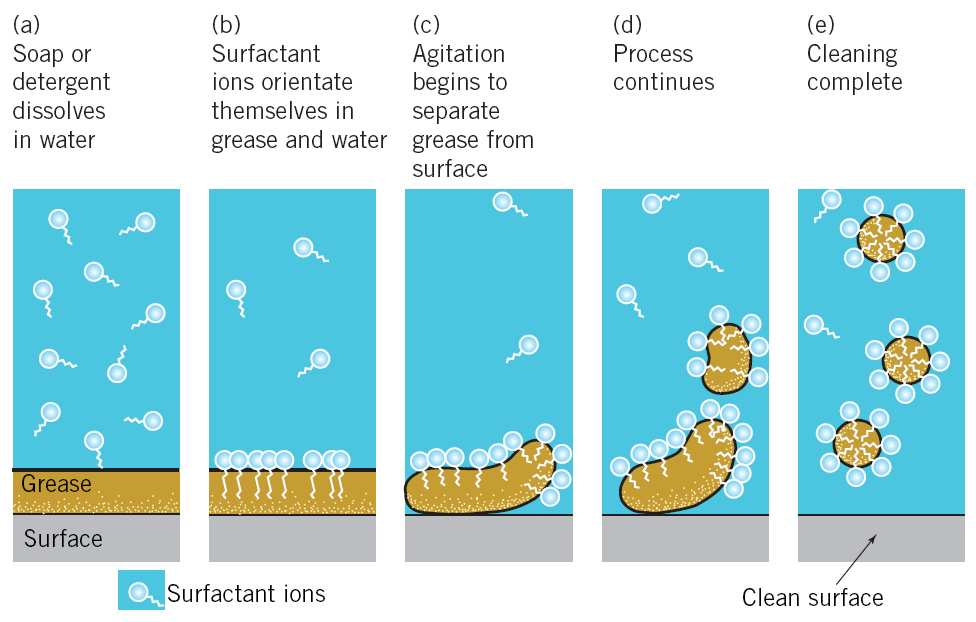 (a)
Soap or
detergent
dissolves
in water
(b)
Surfactant
ions orientate
themselves in
grease and water
(c)
Agitation
begins to
separate
grease from
surface
(d)
Process
continues
(e)
Cleaning
complete
Grease
Surface
Surfactant ions
Clean surface